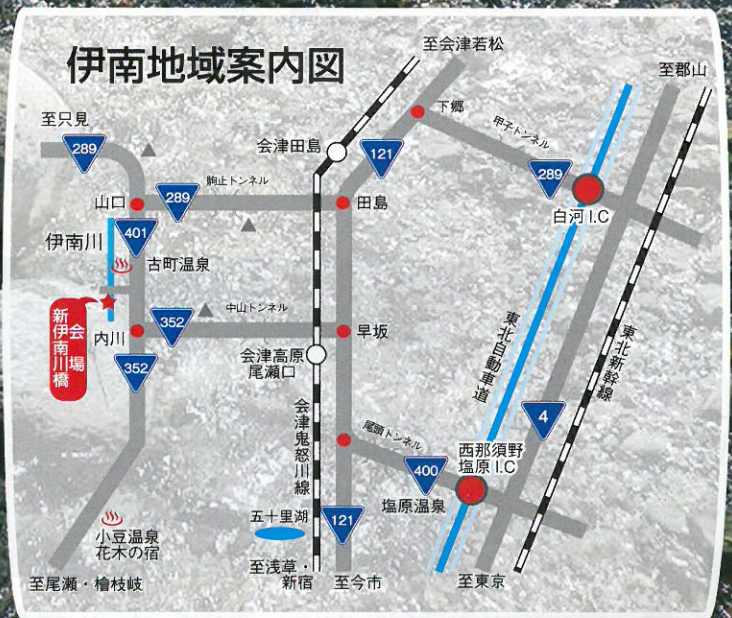 伊南地域案内図
至会津若松
至郡山
至只見
下郷
甲子トンネル
会津田島
121
289
289
駒止トンネル
289
山口
田島
白河 I.C
401
伊南川
古町温泉
中山トンネル
352
会場
新伊南川橋
内川
早坂
352
会津高原
尾瀬口
東北自動車道
東北新幹線
4
会津鬼怒川線
尾頭トンネル
西那須野
塩原 I.C
400
塩原温泉
五十里湖
121
小豆温泉
花木の宿
至尾瀬・檜枝岐
至浅草・
新宿
至今市
至東京